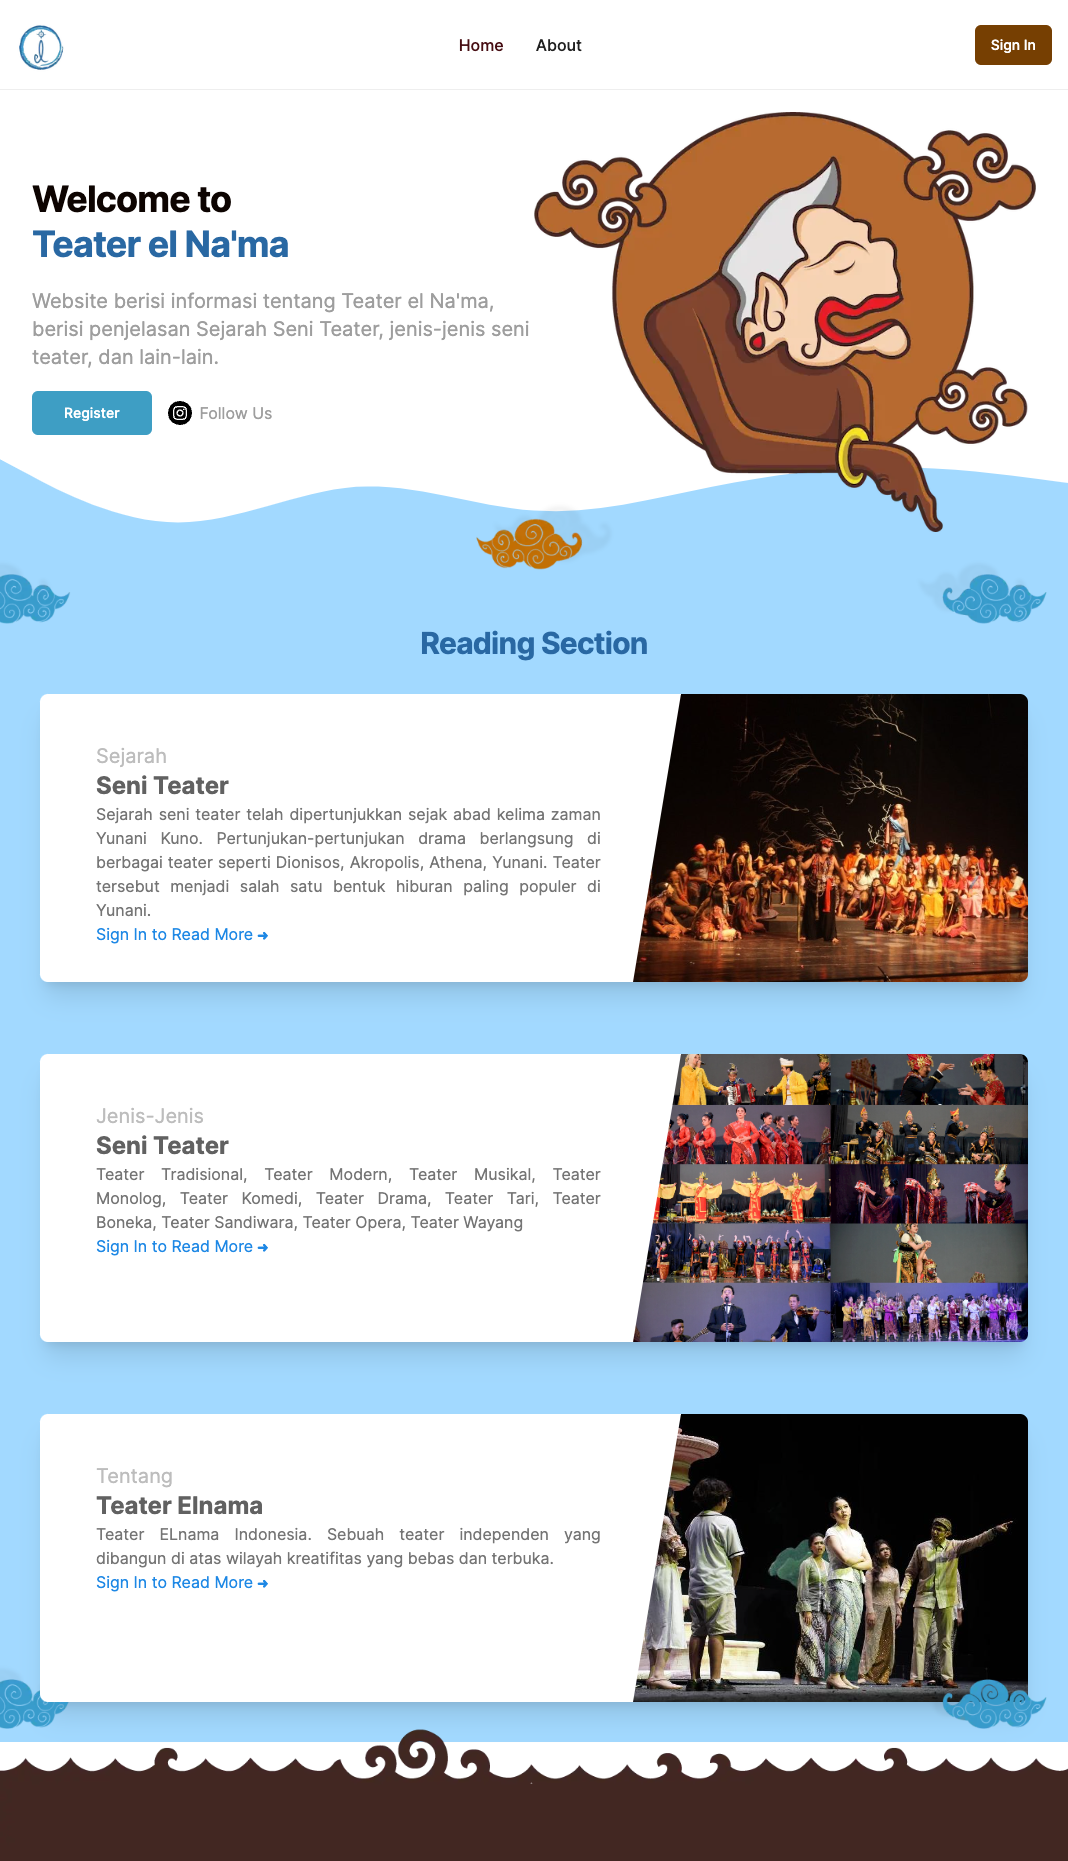 Home
About
Sign In
Welcome to
Teater el Na'ma
Website berisi informasi tentang Teater el Na'ma,
berisi penjelasan Sejarah Seni Teater, jenis-jenis seni
teater, dan lain-lain.
Register
Follow Us
Reading Section
Sejarah
Seni Teater
Sejarah seni teater telah dipertunjukkan sejak abad kelima zaman
Yunani Kuno. Pertunjukan-pertunjukan drama berlangsung di
berbagai teater seperti Dionisos, Akropolis, Athena, Yunani. Teater
tersebut menjadi salah satu bentuk hiburan paling populer di
Yunani.
Sign In to Read More ➜
Jenis-Jenis
Seni Teater
Teater Tradisional, Teater Modern, Teater Musikal, Teater
Monolog, Teater Komedi, Teater Drama, Teater Tari, Teater
Boneka, Teater Sandiwara, Teater Opera, Teater Wayang
Sign In to Read More ➜
Tentang
Teater Elnama
Teater ELnama Indonesia. Sebuah teater independen yang
dibangun di atas wilayah kreatifitas yang bebas dan terbuka.
Sign In to Read More ➜